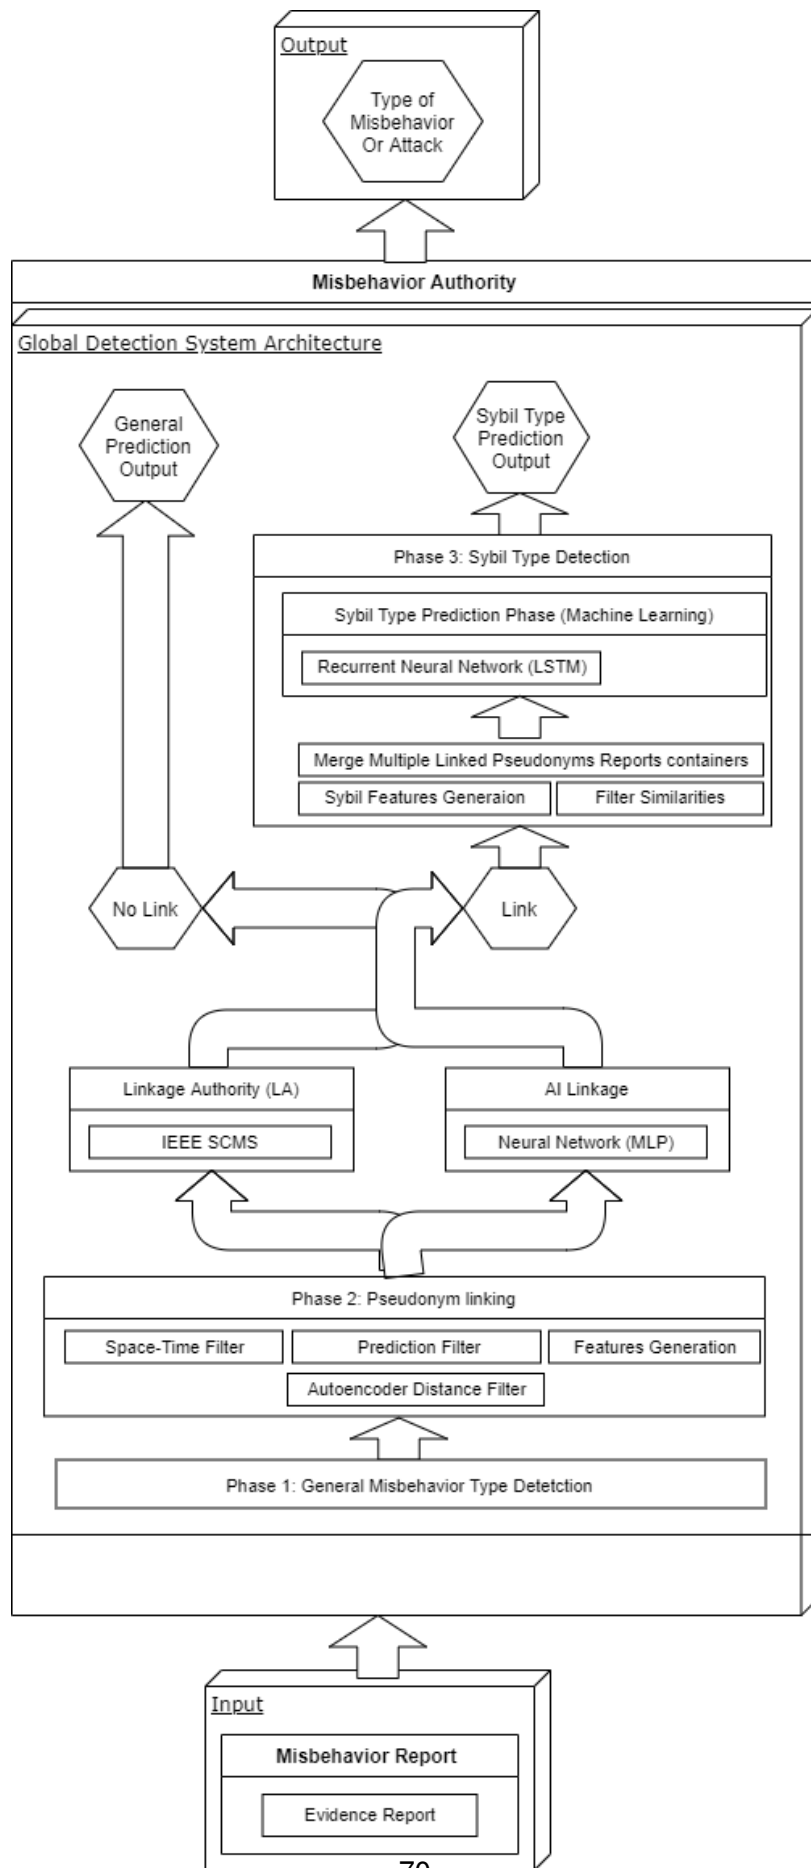 Output
Type of
Misbehavior
Or Attack
Misbehavior Authority
Global Detection System Architecture
General
Prediction
Output
Sybil Type
Prediction
Output
Phase 3: Sybil Type Detection
Sybil Type Prediction Phase (Machine Learning)
Recurrent Neural Network (LSTM)
Merge Multiple Linked Pseudonyms Reports containers
Sybil Features Generaion
Filter Similarities
No Link
Link
Linkage Authority (LA)
IEEE SCMS
AI Linkage
Neural Network (MLP)
Phase 2: Pseudonym linking
Space-Time Filter
Prediction Filter
Features Generation
Autoencoder Distance Filter
Phase 1: General Misbehavior Type Detetction
Input
Misbehavior Report
Evidence Report